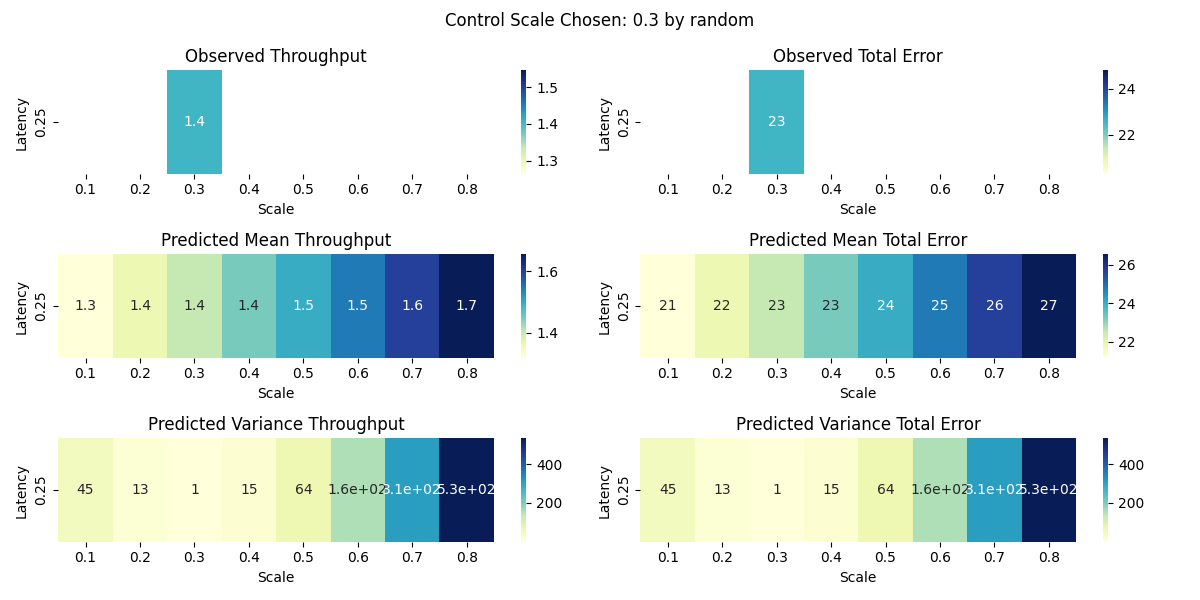 Control Scale Chosen: 0.3 by random
Observed Throughput
Latency
0.25
1.4
0.1 0.2 0.3 0.4 0.5 0.6 0.7 0.8
Scale
1.5
1.4
1.3
Observed Total Error
Latency
0.25
23
0.1 0.2 0.3 0.4 0.5 0.6 0.7 0.8
Scale
24
22
Predicted Mean Throughput
Latency
0.25
1.3 1.4 1.4 1.4 1.5 1.5 1.6 1.7
0.1 0.2 0.3 0.4 0.5 0.6 0.7 0.8
Scale
1.6
1.4
Predicted Mean Total Error
Latency
0.25
21 22 23 23 24 25 26 27
0.1 0.2 0.3 0.4 0.5 0.6 0.7 0.8
Scale
26
24
22
Predicted Variance Throughput
Latency
0.25
45 13 1 15 64 1.6e+02 3.1e+02 5.3e+02
0.1 0.2 0.3 0.4 0.5 0.6 0.7 0.8
Scale
400
200
Predicted Variance Total Error
Latency
0.25
45 13 1 15 64 1.6e+02 3.1e+02 5.3e+02
0.1 0.2 0.3 0.4 0.5 0.6 0.7 0.8
Scale
400
200